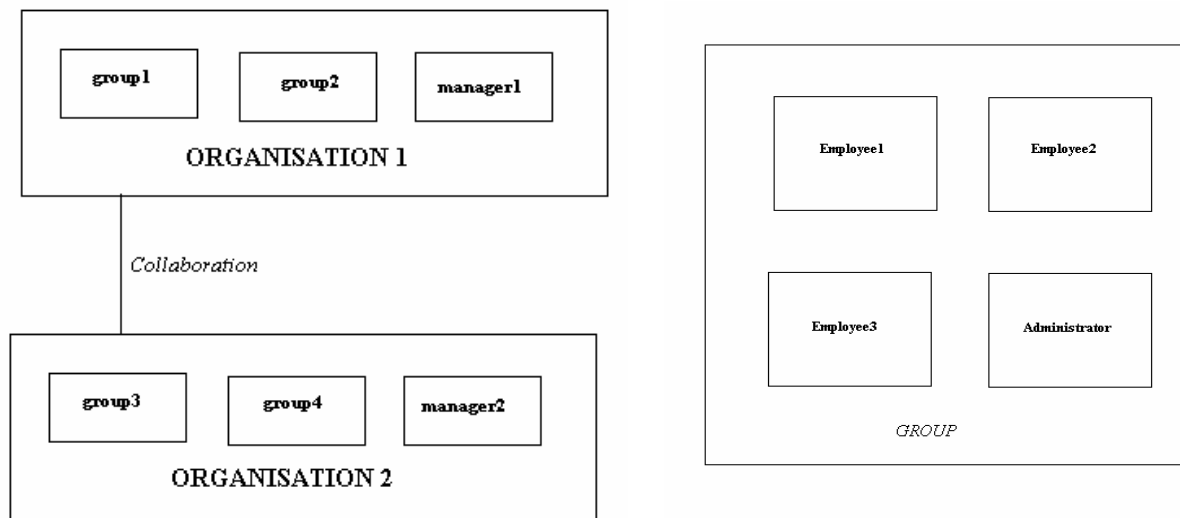 group1
group2
manager1
ORGANISATION 1
Collaboration
group3
group4
manager2
ORGANISATION 2
Employee1
Employee2
Employee3
Administrator
GROUP